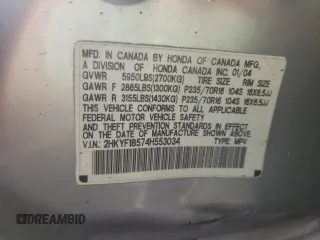 MFD. IN CANADA BY HONDA OF CANADA MFG.,
A DIVISION OF HONDA CANADA INC. 01/04
GVWR 5950LBS(2700KG) TIRE SIZE RIM SIZE
GAWR F 2865LBS(1300KG) P235/70R16 104S 16X6.5JJ
GAWR R 3155LBS(1430KG) P235/70R16 104S 16X6.5JJ
THIS VEHICLE CONFORMS TO ALL APPLICABLE
FEDERAL MOTOR VEHICLE SAFETY STANDARDS
IN EFFECT ON THE DATE OF MANUFACTURE SHOWN
ABOVE.
V.I.N.: 2HKYF18574H553034 TYPE: MPV
DREAMBID